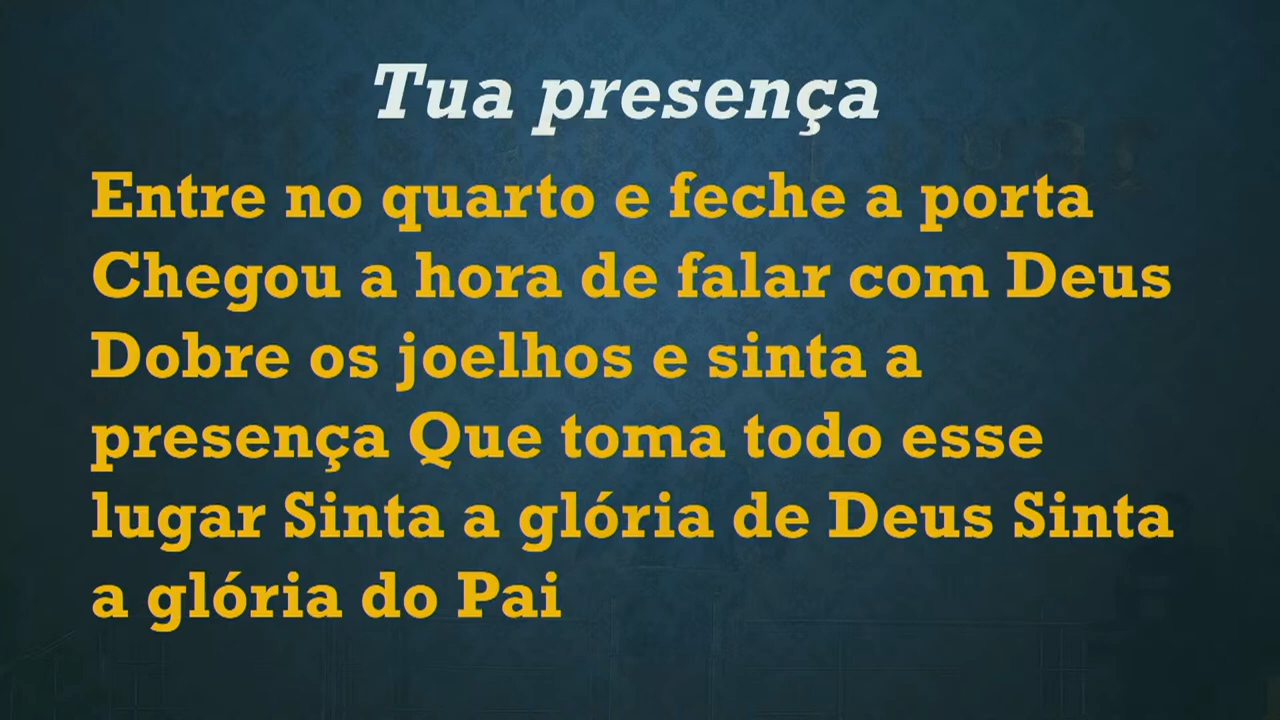 Tua presença
Entre no quarto e feche a porta
Chegou a hora de falar com Deus
Dobre os joelhos e sinta a
presença Que toma todo esse
lugar Sinta a glória de Deus Sinta
a glória do Pai